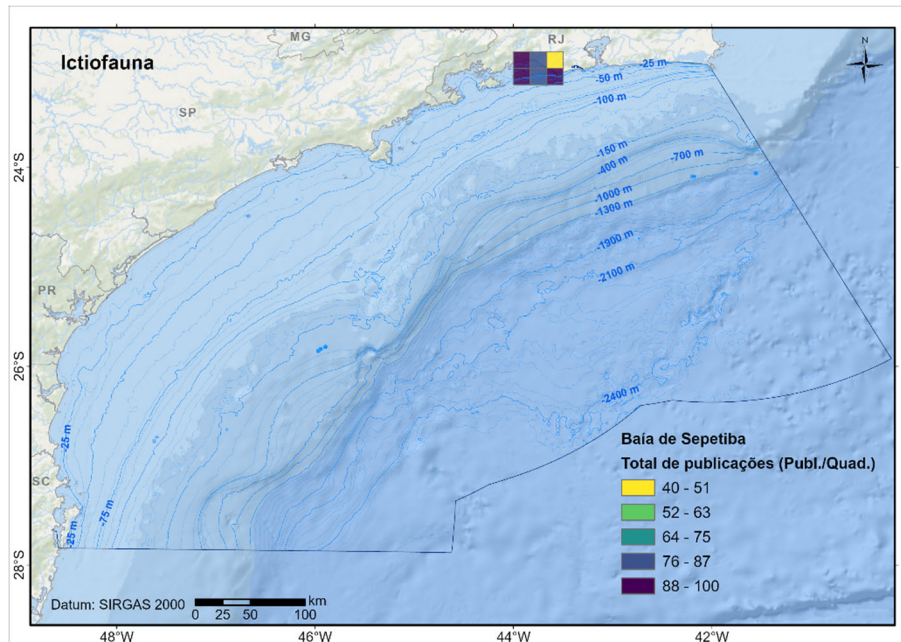 Ictiofauna
MG
RJ
N
SP
PR
SC
-25 m
-50 m
-100 m
-150 m
-400 m
-700 m
-1000 m
-1300 m
-1900 m
-2100 m
-2400 m
-25 m
-75 m
-25 m
24°S
26°S
28°S
Baía de Sepetiba
Total de publicações (Publ./Quad.)
40 - 51
52 - 63
64 - 75
76 - 87
88 - 100
Datum: SIRGAS 2000
km
0 25 50 100
48°W 46°W 44°W 42°W